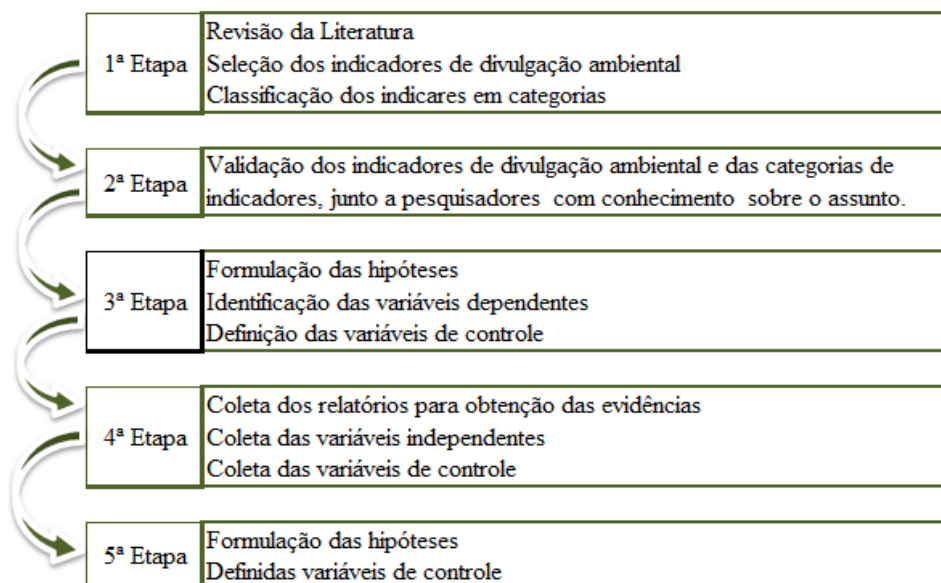 1ª Etapa
Revisão da Literatura
Seleção dos indicadores de divulgação ambiental
Classificação dos indicares em categorias
2ª Etapa
Validação dos indicadores de divulgação ambiental e das categorias de
indicadores, junto a pesquisadores com conhecimento sobre o assunto.
3ª Etapa
Formulação das hipóteses
Identificação das variáveis dependentes
Definição das variáveis de controle
4ª Etapa
Coleta dos relatórios para obtenção das evidências
Coleta das variáveis independentes
Coleta das variáveis de controle
5ª Etapa
Formulação das hipóteses
Definidas variáveis de controle